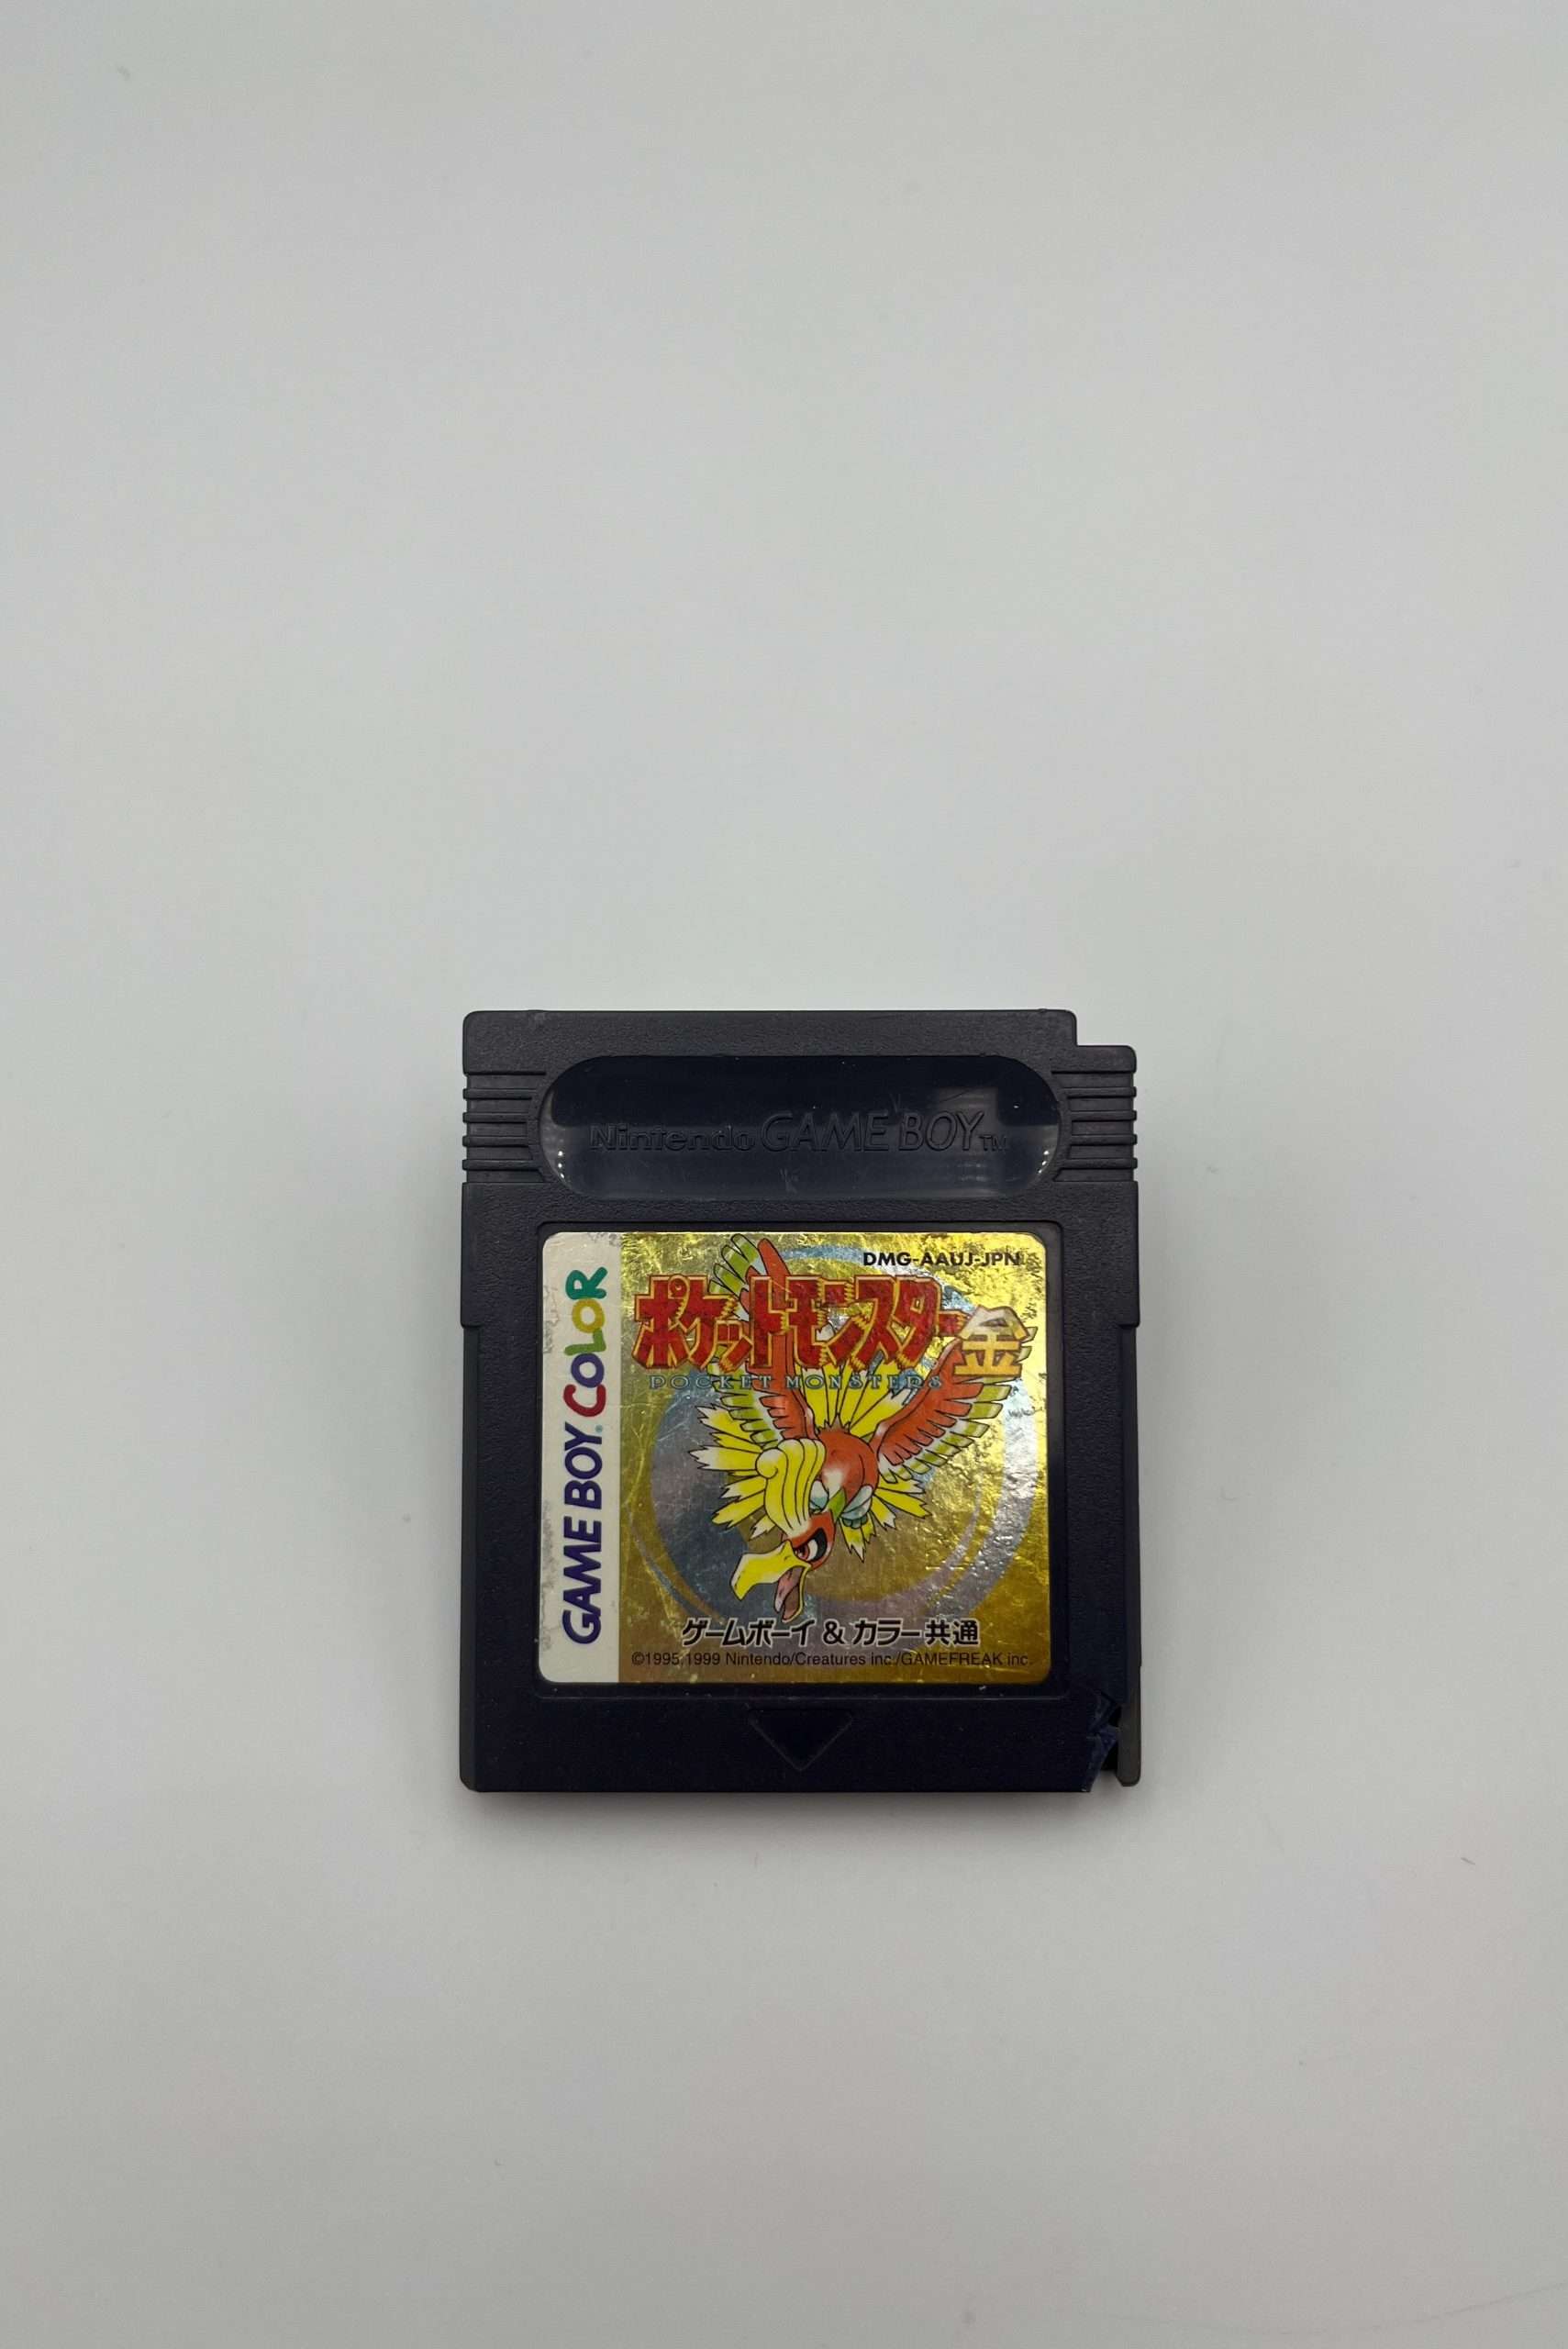 Nintendo GAME BOY™
GAME BOY COLOR
DMG-AAUJ-JPN
ポケットモンスター金
POCKET MONSTERS
ゲームボーイ & カラー共通
©1995,1999 Nintendo/Creatures inc./GAMEFREAK inc.